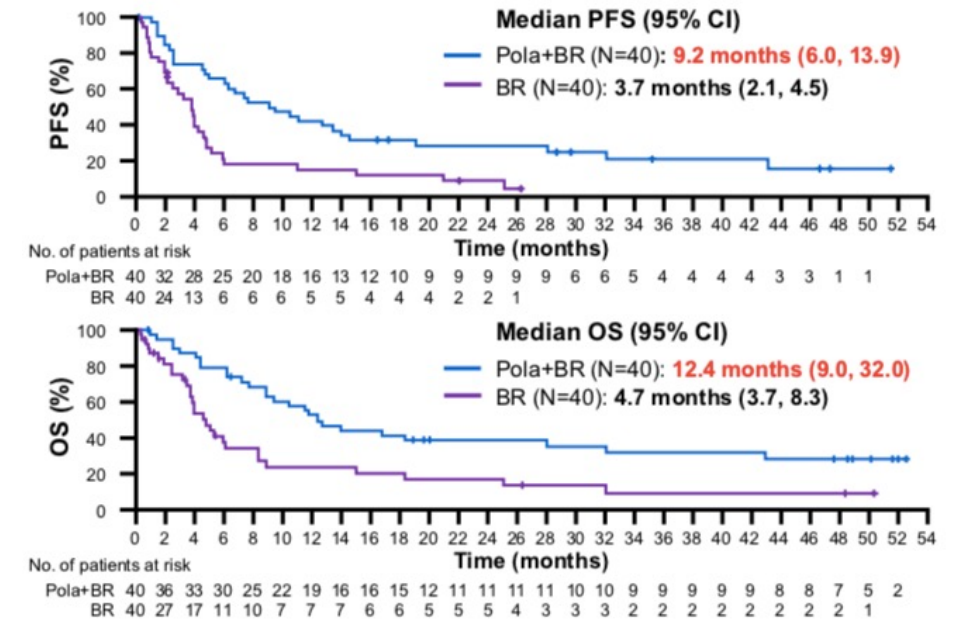 Median PFS (95% CI)
Pola+BR (N=40): 9.2 months (6.0, 13.9)
BR (N=40): 3.7 months (2.1, 4.5)
PFS (%)
100
80
60
40
20
0
0 2 4 6 8 10 12 14 16 18 20 22 24 26 28 30 32 34 36 38 40 42 44 46 48 50 52 54
Time (months)
No. of patients at risk
Pola+BR 40 32 28 25 20 18 16 13 12 10 9 9 9 9 9 6 6 5 4 4 4 4 3 3 1 1
BR 40 24 13 6 6 6 5 5 4 4 4 2 2 1
Median OS (95% CI)
Pola+BR (N=40): 12.4 months (9.0, 32.0)
BR (N=40): 4.7 months (3.7, 8.3)
OS (%)
100
80
60
40
20
0
0 2 4 6 8 10 12 14 16 18 20 22 24 26 28 30 32 34 36 38 40 42 44 46 48 50 52 54
Time (months)
No. of patients at risk
Pola+BR 40 36 33 30 25 22 19 16 16 15 12 11 11 11 11 10 10 9 9 9 9 9 8 8 7 5 2
BR 40 27 17 11 10 7 7 7 6 6 5 5 5 4 3 3 3 2 2 2 2 2 2 2 2 1